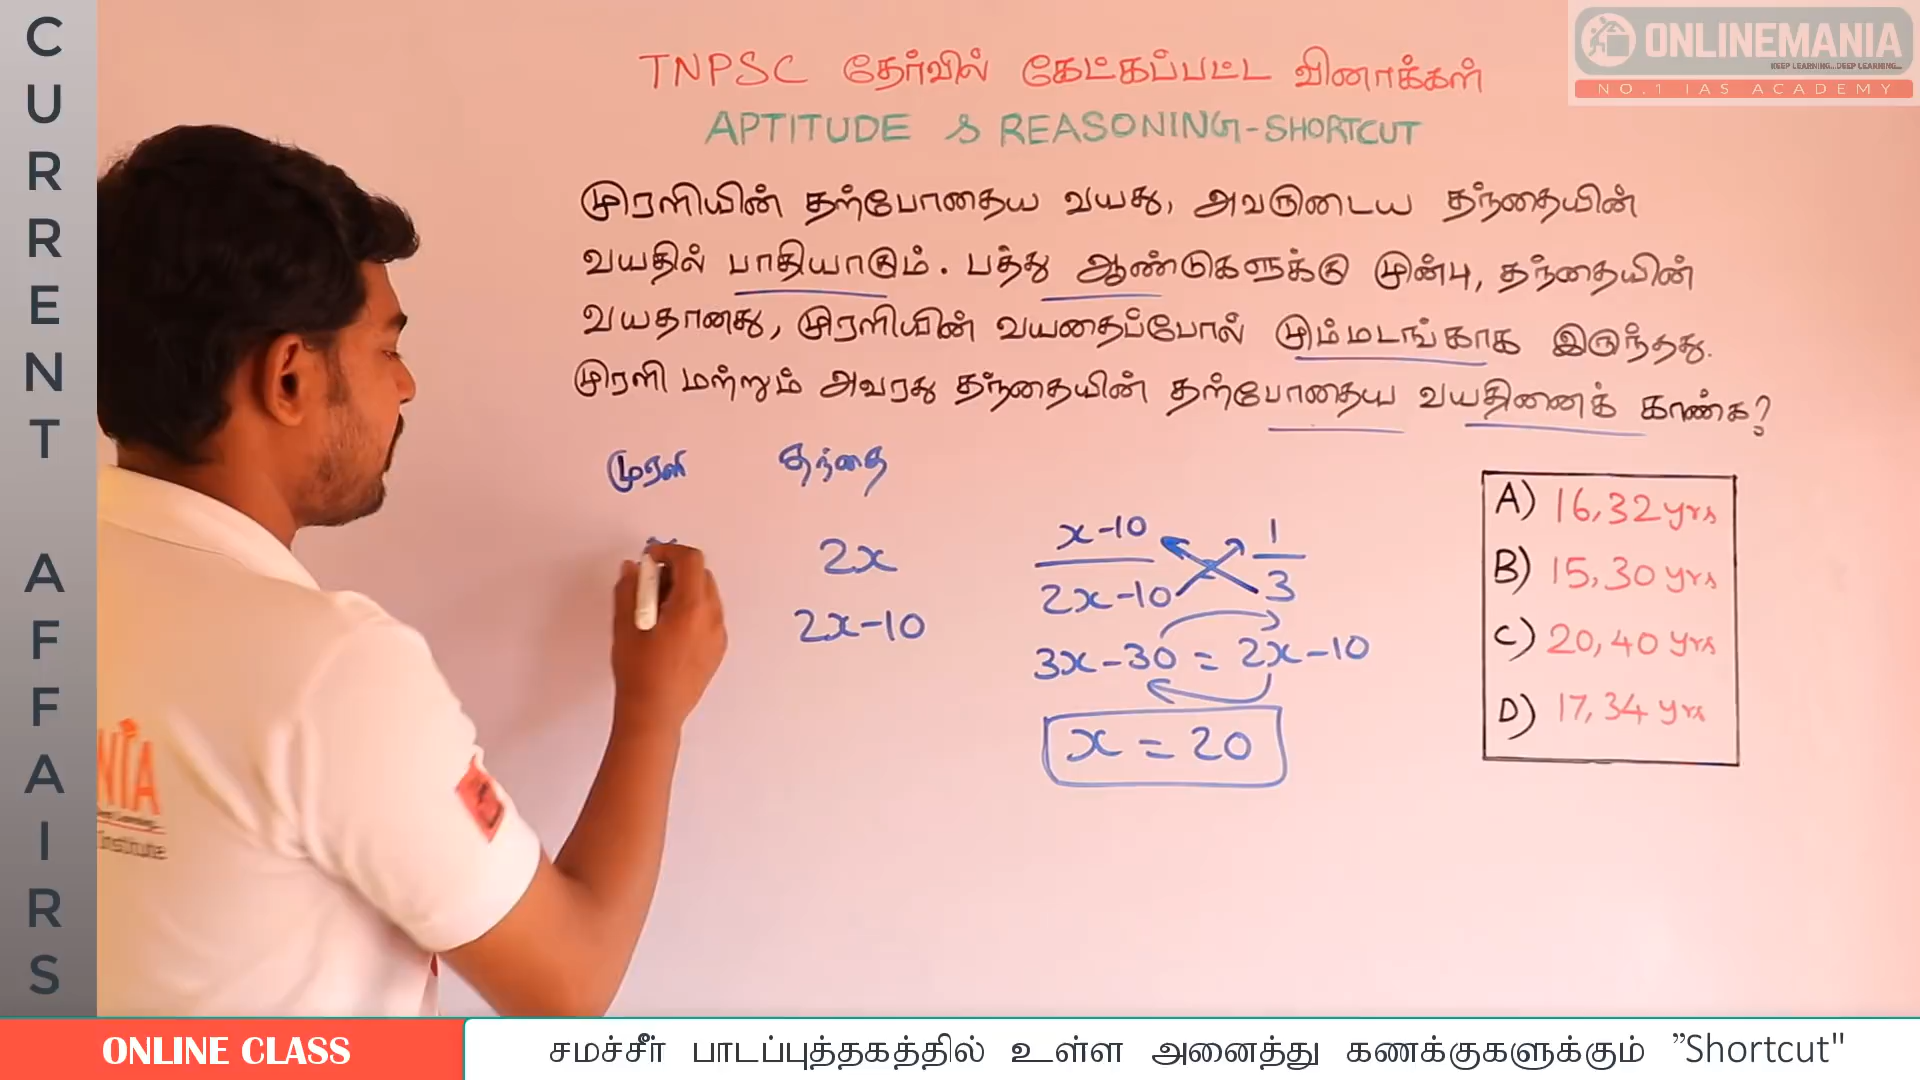 CURRENT AFFAIRS
ONLINEMANIA
KEEP LEARNING...DEEP LEARNING...
NO.1 IAS ACADEMY
TNPSC தேர்வில் கேட்கப்பட்ட வினாக்கள்
APTITUDE & REASONING-SHORTCUT
முரளியின் தற்போதைய வயது, அவருடைய தந்தையின்
வயதில் பாதியாகும். பத்து ஆண்டுகளுக்கு முன்பு, தந்தையின்
வயதானது, முரளியின் வயதைப்போல் மும்மடங்காக இருந்தது.
முரளி மற்றும் அவரது தந்தையின் தற்போதைய வயதினைக் காண்க?
முரளி தந்தை
2x
2x-10
x-10 1
2x-10 3
3x-30 = 2x-10
x = 20
A) 16,32 yrs
B) 15,30 yrs
C) 20,40 yrs
D) 17,34 yrs
NIA
Institute
ONLINE CLASS
சமச்சீர் பாடப்புத்தகத்தில் உள்ள அனைத்து கணக்குகளுக்கும் ”Shortcut"